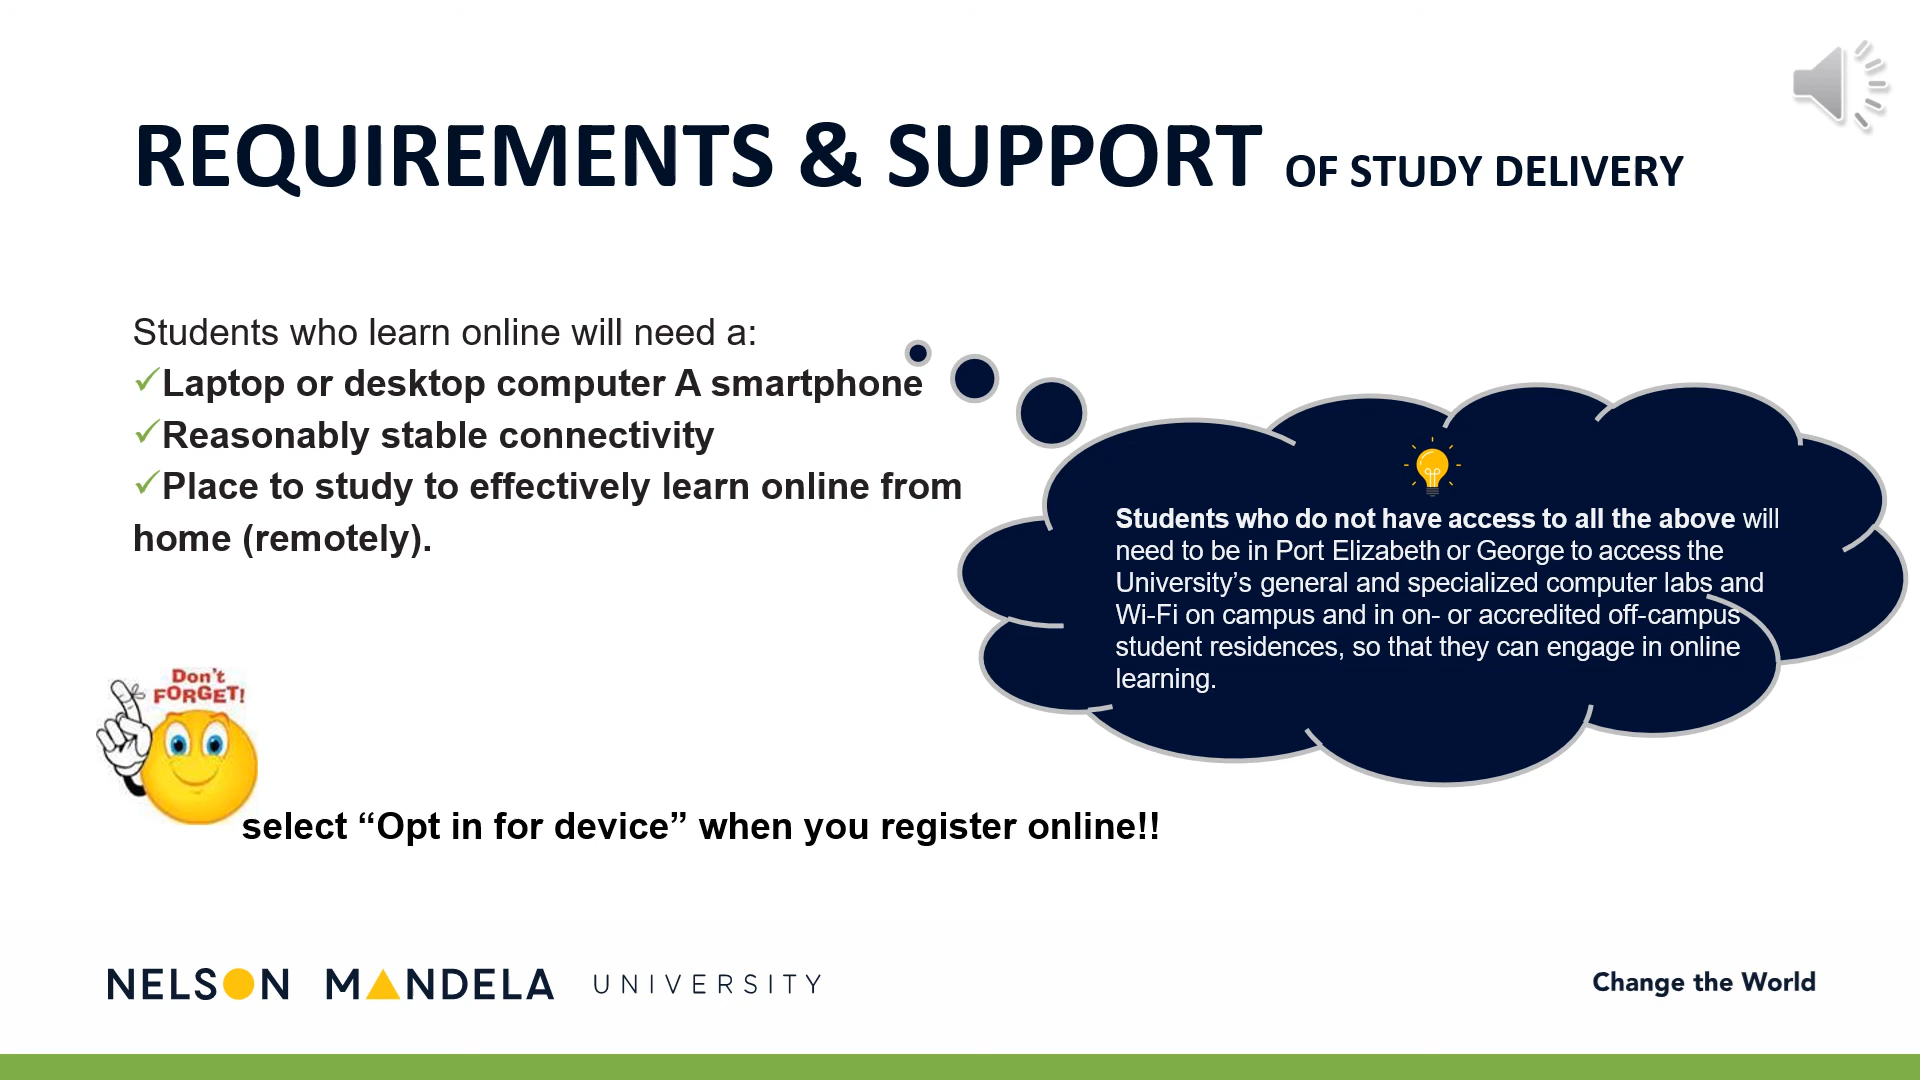 REQUIREMENTS & SUPPORT OF STUDY DELIVERY
Students who learn online will need a:
✓Laptop or desktop computer A smartphone
✓Reasonably stable connectivity
✓Place to study to effectively learn online from
home (remotely).
Students who do not have access to all the above will
need to be in Port Elizabeth or George to access the
University’s general and specialized computer labs and
Wi-Fi on campus and in on- or accredited off-campus
student residences, so that they can engage in online
learning.
Don't
FORGET!
select “Opt in for device” when you register online!!
NELSON MANDELA UNIVERSITY
Change the World